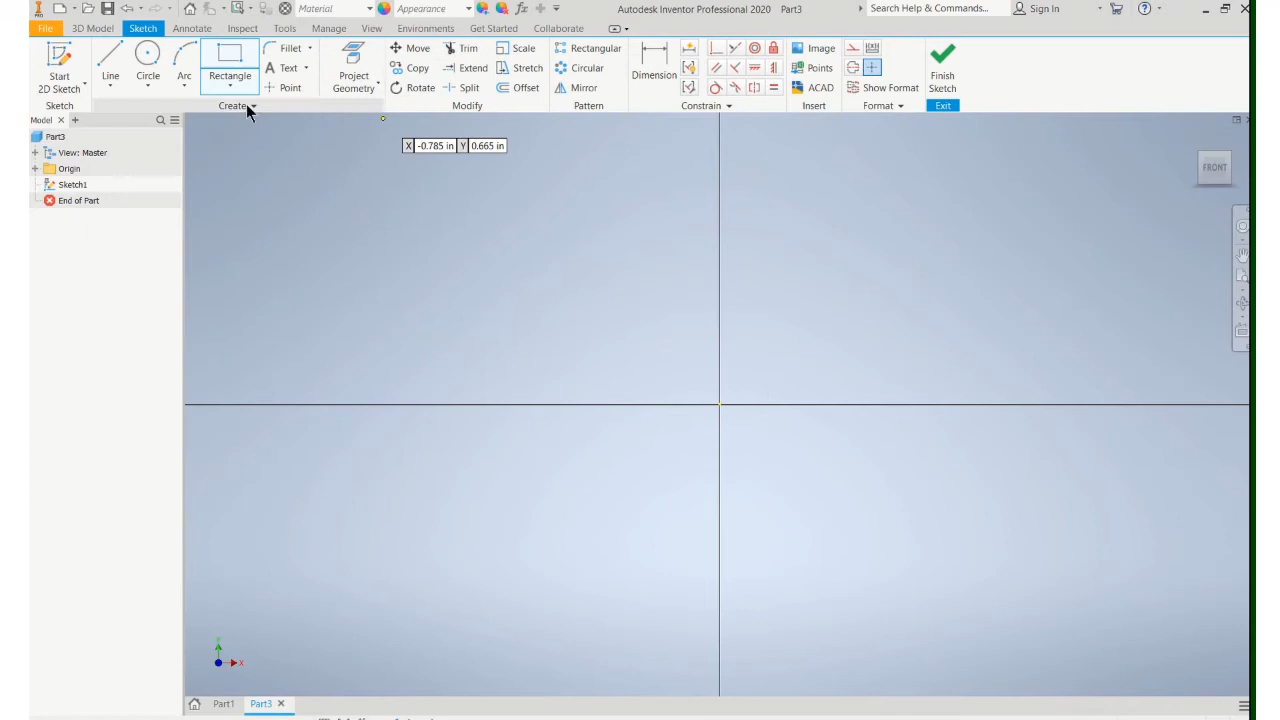 Material
Appearance
Autodesk Inventor Professional 2020 Part3
Search Help & Commands...
Sign In
File
3D Model
Sketch
Annotate
Inspect
Tools
Manage
View
Environments
Get Started
Collaborate
Start
2D Sketch
Line
Circle
Arc
Rectangle
Fillet
Text
Point
Project
Geometry
Move
Copy
Rotate
Trim
Extend
Split
Scale
Stretch
Offset
Rectangular
Circular
Mirror
Dimension
Image
Points
ACAD
Show Format
Finish
Sketch
Sketch
Create
Modify
Pattern
Constrain
Insert
Format
Exit
Model
Part3
View: Master
Origin
Sketch1
End of Part
X -0.785 in Y 0.665 in
FRONT
X
Part1
Part3